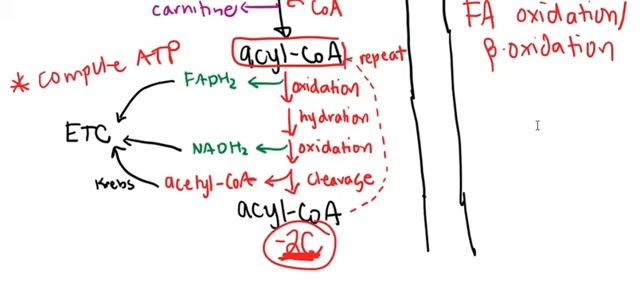 carnitine CoA
FA oxidation/
β-oxidation
* compute ATP
acyl-CoA
repeat
FADH2
oxidation
hydration
ETC
NADH2
oxidation
Krebs
acetyl-CoA
cleavage
acyl-CoA
-2C